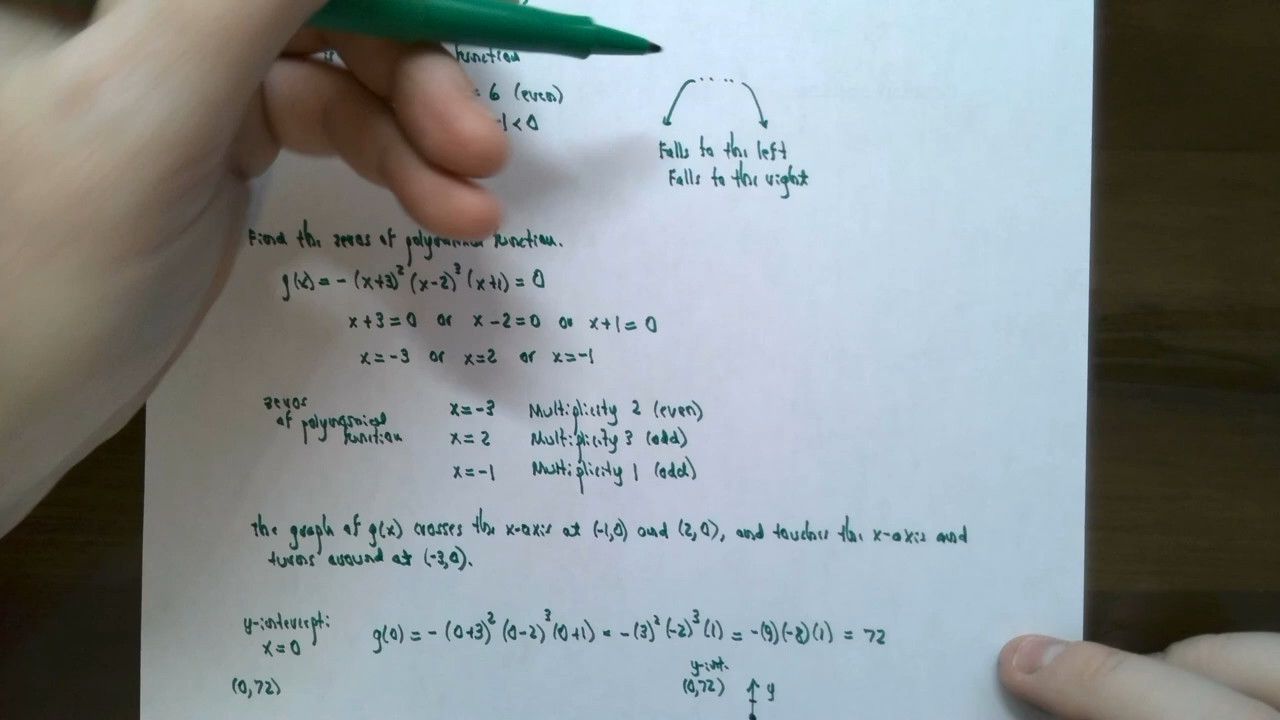 function
= 6 (even)
-1 < 0
Falls to the left
Falls to the right
Find the zeros of polynomial function.
g(x) = - (x+3)² (x-2)³ (x+1) = 0
x+3=0 or x-2=0 or x+1=0
x=-3 or x=2 or x=-1
zeros
of polynomial
function
x=-3 Multiplicity 2 (even)
x=2 Multiplicity 3 (odd)
x=-1 Multiplicity 1 (odd)
The graph of g(x) crosses the x-axis at (-1,0) and (2,0), and touches the x-axis and
turns around at (-3,0).
y-intercept:
x=0
g(0) = - (0+3)² (0-2)³ (0+1) = -(3)² (-2)³ (1) = -(9)(-8)(1) = 72
(0,72)
y-int.
(0,72)
y